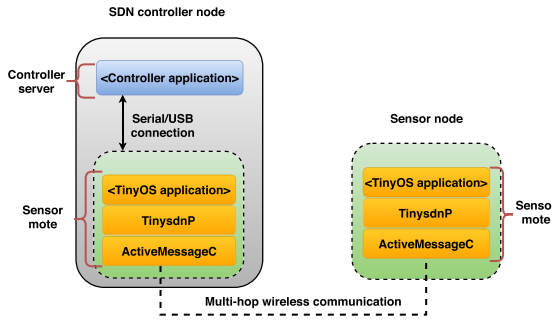 SDN controller node
Controller
server
<Controller application>
Serial/USB
connection
Sensor node
Sensor
mote
<TinyOS application>
TinysdnP
ActiveMessageC
<TinyOS application>
TinysdnP
ActiveMessageC
Senso
mote
Multi-hop wireless communication